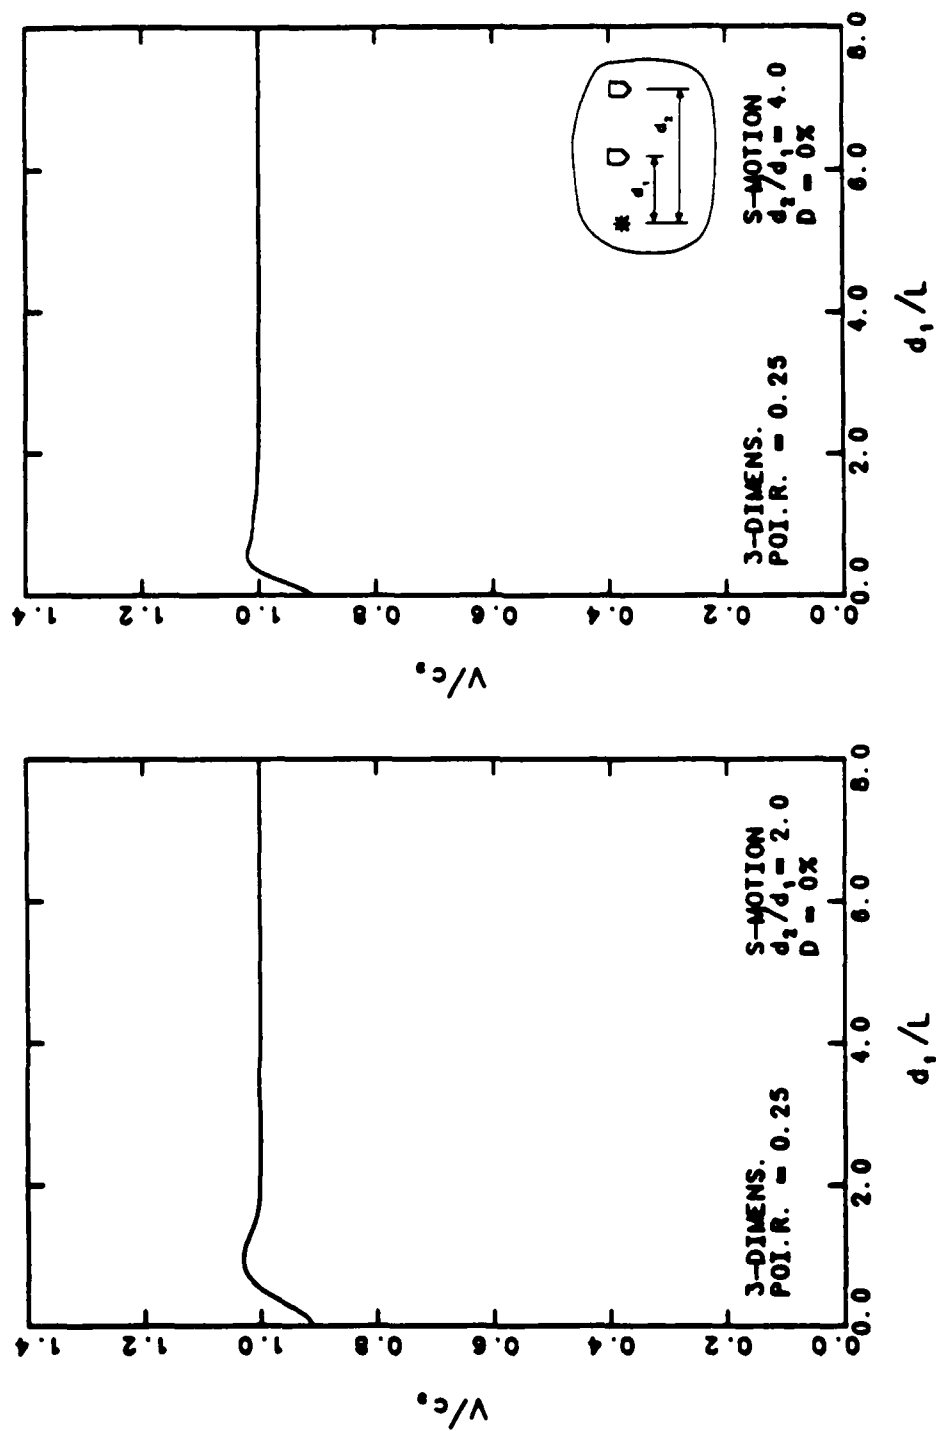 1.4
1.2
1.0
0.8
0.6
0.4
0.2
0.0
V/cₛ
0.0
2.0
4.0
6.0
8.0
d₁/L
3-DIMENS.
POI.R. = 0.25
S-MOTION
d₂/d₁= 2.0
D = 0%
1.4
1.2
1.0
0.8
0.6
0.4
0.2
0.0
V/cₛ
0.0
2.0
4.0
6.0
8.0
d₁/L
3-DIMENS.
POI.R. = 0.25
S-MOTION
d₂/d₁= 4.0
D = 0%
d₁
d₂